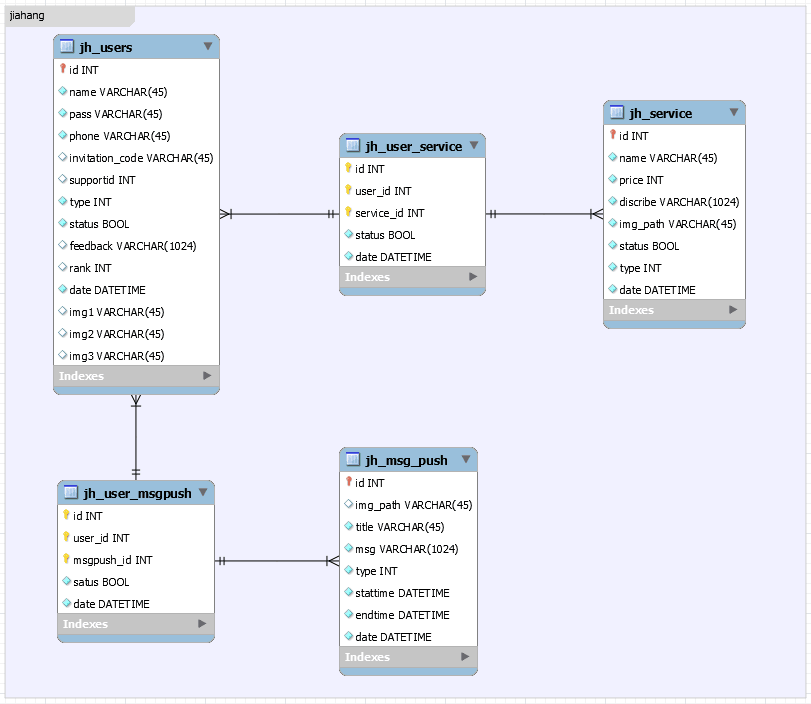 jiahang
jh_users
id INT
name VARCHAR(45)
pass VARCHAR(45)
phone VARCHAR(45)
invitation_code VARCHAR(45)
supportid INT
type INT
status BOOL
feedback VARCHAR(1024)
rank INT
date DATETIME
img1 VARCHAR(45)
img2 VARCHAR(45)
img3 VARCHAR(45)
Indexes
jh_user_service
id INT
user_id INT
service_id INT
status BOOL
date DATETIME
Indexes
jh_service
id INT
name VARCHAR(45)
price INT
discribe VARCHAR(1024)
img_path VARCHAR(45)
status BOOL
type INT
date DATETIME
Indexes
jh_user_msgpush
id INT
user_id INT
msgpush_id INT
satus BOOL
date DATETIME
Indexes
jh_msg_push
id INT
img_path VARCHAR(45)
title VARCHAR(45)
msg VARCHAR(1024)
type INT
stattime DATETIME
endtime DATETIME
date DATETIME
Indexes